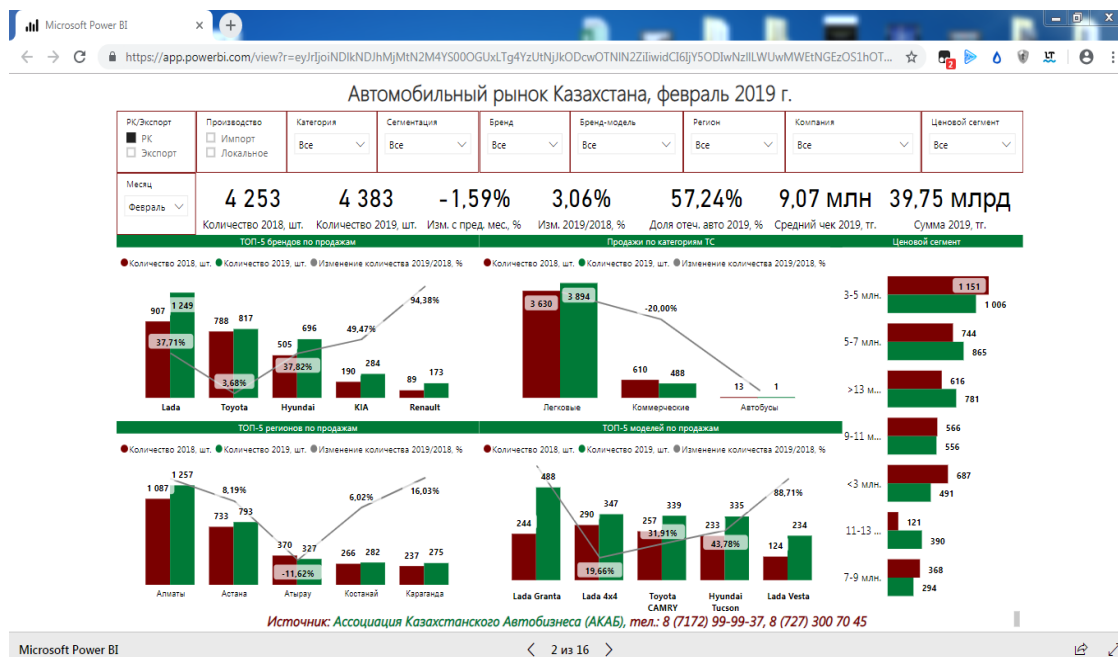 Microsoft Power BI
https://app.powerbi.com/view?r=
2
Автомобильный рынок Казахстана, февраль 2019 г.
РК/Экспорт
РК
Экспорт
Производство
Импорт
Локальное
Категория
Все
Сегментация
Все
Бренд
Все
Бренд-модель
Все
Регион
Все
Компания
Все
Ценовой сегмент
Все
Месяц
Февраль
4 253
Количество 2018, шт.
4 383
Количество 2019, шт.
-1,59%
Изм. с пред. мес, %
3,06%
Изм. 2019/2018, %
57,24%
Доля отеч. авто 2019, %
9,07 млн
Средний чек 2019, тг.
39,75 млрд
Сумма 2019, тг.
ТОП-5 брендов по продажам
Количество 2018, шт. Количество 2019, шт. Изменение количества 2019/2018, %
907 1 249 788 817 505 696 190 284 89 173
37,71% 3,68% 37,82% 49,47% 94,38%
Lada Toyota Hyundai KIA Renault
Продажи по категориям ТС
Количество 2018, шт. Количество 2019, шт. Изменение количества 2019/2018, %
3 630 3 894 610 488 13 1
-20,00%
Легковые Коммерческие Автобусы
Ценовой сегмент
3-5 млн. 1 151 1 006
5-7 млн. 744 865
>13 м... 616 781
9-11 м... 566 556
<3 млн. 687 491
11-13 ... 121 390
7-9 млн. 368 294
ТОП-5 регионов по продажам
Количество 2018, шт. Количество 2019, шт. Изменение количества 2019/2018, %
1 087 1 257 733 793 370 327 266 282 237 275
8,19% -11,62% 6,02% 16,03%
Алматы Астана Атырау Костанай Караганда
ТОП-5 моделей по продажам
Количество 2018, шт. Количество 2019, шт. Изменение количества 2019/2018, %
244 488 290 347 257 339 233 335 124 234
19,66% 31,91% 43,78% 88,71%
Lada Granta Lada 4x4 Toyota CAMRY Hyundai Tucson Lada Vesta
Источник: Ассоциация Казахстанского Автобизнеса (АКАБ), тел.: 8 (7172) 99-99-37, 8 (727) 300 70 45
Microsoft Power BI
2 из 16